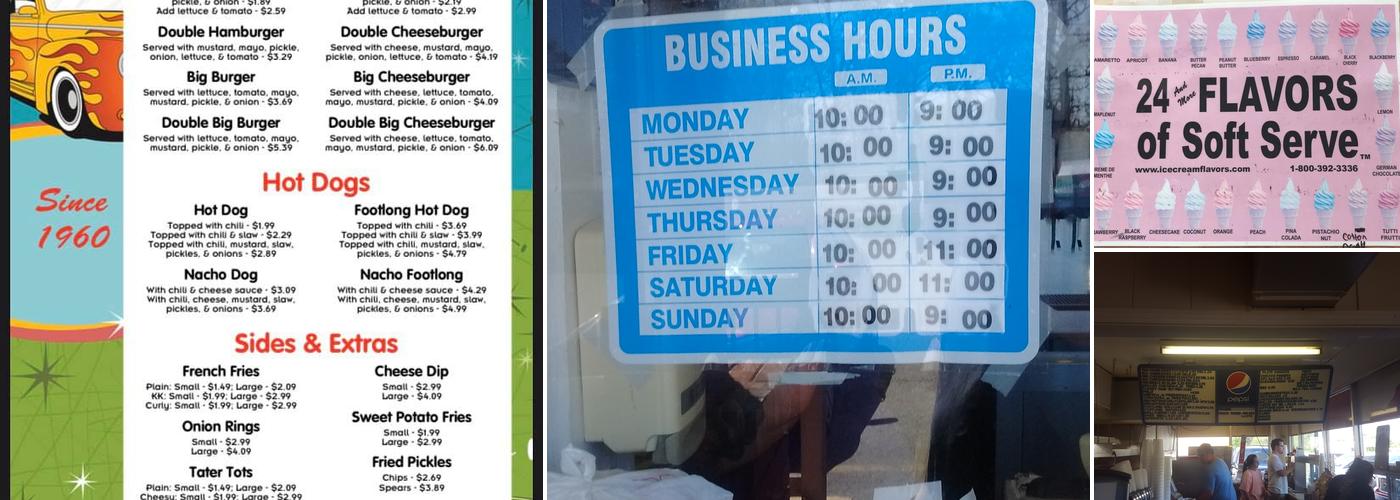 pickle, & onion - $1.89
Add lettuce & tomato - $2.59
Double Hamburger
Served with mustard, mayo, pickle,
onion, lettuce, & tomato - $3.29
Big Burger
Served with lettuce, tomato, mayo,
mustard, pickle, & onion - $3.69
Double Big Burger
Served with lettuce, tomato, mayo,
mustard, pickle, & onion - $5.39
pickle, & onion - $2.19
Add lettuce & tomato - $2.99
Double Cheeseburger
Served with cheese, mustard, mayo,
pickle, onion, lettuce, & tomato - $4.19
Big Cheeseburger
Served with cheese, lettuce, tomato,
mayo, mustard, pickle, & onion - $4.09
Double Big Cheeseburger
Served with cheese, lettuce, tomato,
mayo, mustard, pickle, & onion - $6.09
Since
1960
Hot Dogs
Hot Dog
Topped with chili - $1.99
Topped with chili & slaw - $2.29
Topped with chili, mustard, slaw,
pickles, & onions - $2.89
Nacho Dog
With chili & cheese sauce - $3.09
With chili, cheese, mustard, slaw,
pickles, & onions - $3.69
Footlong Hot Dog
Topped with chili - $3.69
Topped with chili & slaw - $3.99
Topped with chili, mustard, slaw,
pickles, & onions - $4.79
Nacho Footlong
With chili & cheese sauce - $4.29
With chili, cheese, mustard, slaw,
pickles, & onions - $4.99
Sides & Extras
French Fries
Plain: Small - $1.49; Large - $2.09
KK: Small - $1.99; Large - $2.99
Curly: Small - $1.99; Large - $2.99
Onion Rings
Small - $2.99
Large - $4.09
Tater Tots
Plain: Small - $1.49; Large - $2.09
Cheesy: Small - $1.99; Large - $2.99
Cheese Dip
Small - $2.99
Large - $4.09
Sweet Potato Fries
Small - $1.99
Large - $2.99
Fried Pickles
Chips - $2.69
Spears - $3.89
BUSINESS HOURS
A.M. P.M.
MONDAY 10:00 9:00
TUESDAY 10:00 9:00
WEDNESDAY 10:00 9:00
THURSDAY 10:00 9:00
FRIDAY 10:00 11:00
SATURDAY 10:00 11:00
SUNDAY 10:00 9:00
AMARETTO APRICOT BANANA BUTTER PECAN PEANUT BUTTER BLUEBERRY ESPRESSO CARAMEL BLACK CHERRY BLACKBERRY
24 And More FLAVORS
of Soft Serve™
www.icecreamflavors.com 1-800-392-3336
MAPLENUT
LEMON
CREME DE MENTHE
GERMAN CHOCOLATE
STRAWBERRY BLACK RASPBERRY CHEESECAKE COCONUT ORANGE PEACH PINA COLADA PISTACHIO NUT Cotton TUTTI FRUTTI
pepsi